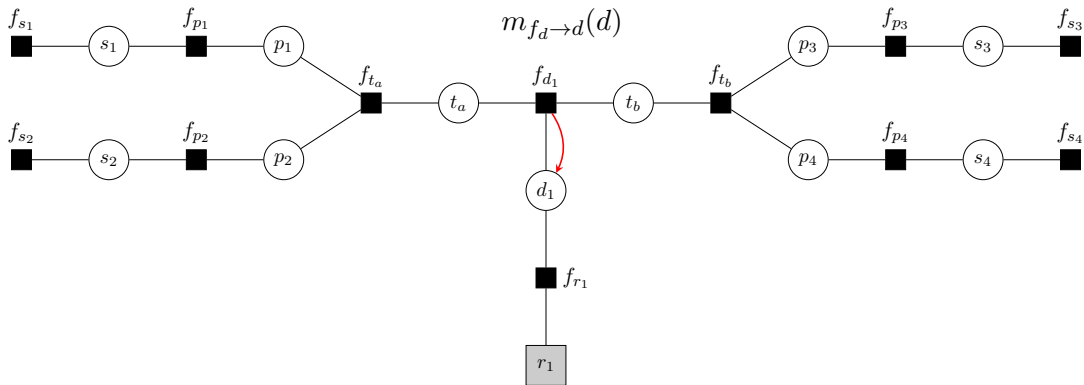 f_{s_1} f_{p_1} m_{f_d→d}(d) f_{p_3} f_{s_3}
s_1 p_1 p_3 s_3
f_{t_a} f_{d_1} f_{t_b}
t_a t_b
f_{s_2} f_{p_2} f_{p_4} f_{s_4}
s_2 p_2 p_4 s_4
d_1
f_{r_1}
r_1